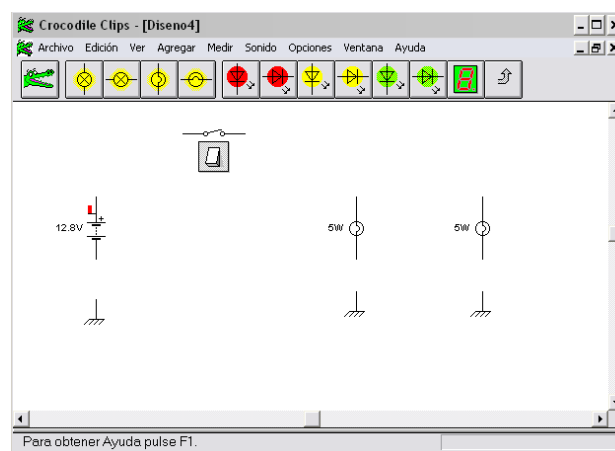 Crocodile Clips - [Diseno4]
Archivo Edición Ver Agregar Medir Sonido Opciones Ventana Ayuda
12.8V
5W
5W
Para obtener Ayuda pulse F1.